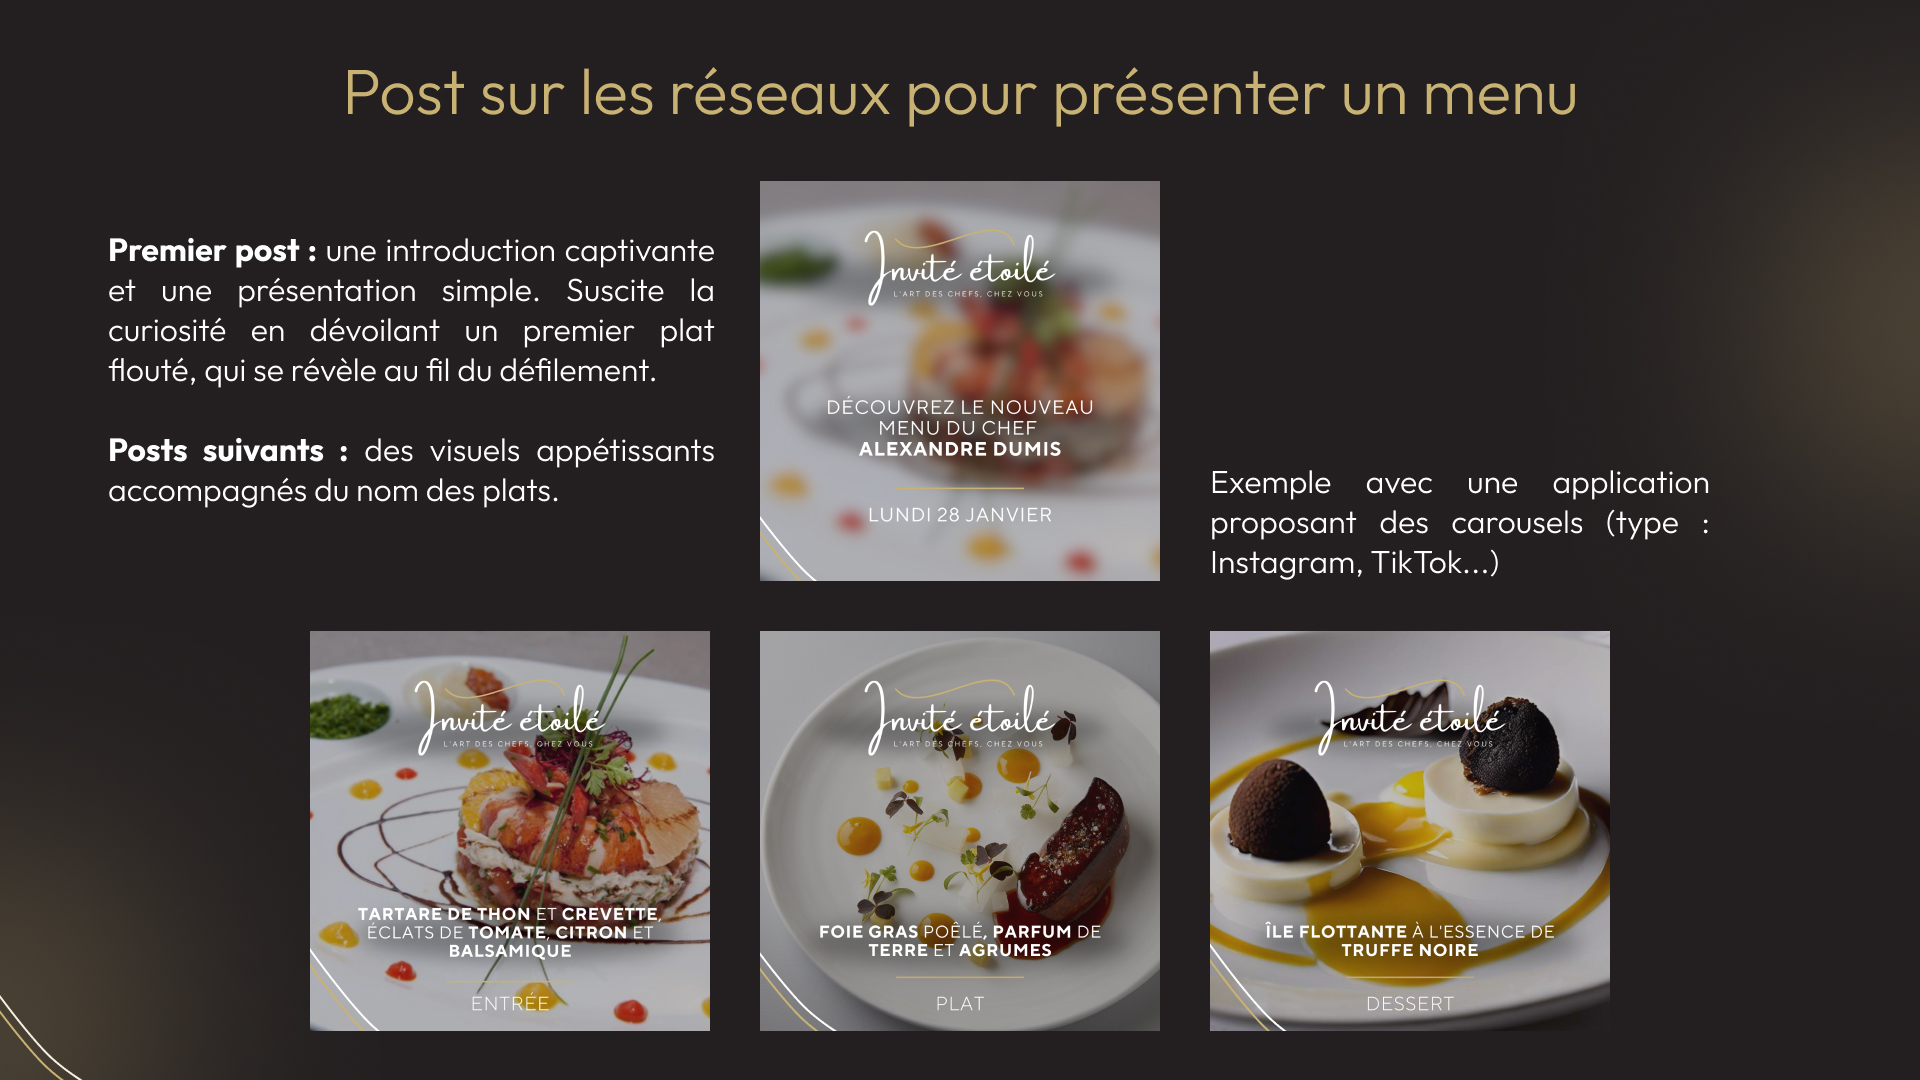 Post sur les réseaux pour présenter un menu
Premier post : une introduction captivante
et une présentation simple. Suscite la
curiosité en dévoilant un premier plat
flouté, qui se révèle au fil du défilement.
Posts suivants : des visuels appétissants
accompagnés du nom des plats.
Invité étoilé
L'ART DES CHEFS, CHEZ VOUS
DÉCOUVREZ LE NOUVEAU
MENU DU CHEF
ALEXANDRE DUMIS
LUNDI 28 JANVIER
Exemple avec une application
proposant des carousels (type :
Instagram, TikTok...)
Invité étoilé
L'ART DES CHEFS, CHEZ VOUS
TARTARE DE THON ET CREVETTE,
ÉCLATS DE TOMATE, CITRON ET
BALSAMIQUE
ENTRÉE
Invité étoilé
L'ART DES CHEFS, CHEZ VOUS
FOIE GRAS POÊLÉ, PARFUM DE
TERRE ET AGRUMES
PLAT
Invité étoilé
L'ART DES CHEFS, CHEZ VOUS
ÎLE FLOTTANTE À L'ESSENCE DE
TRUFFE NOIRE
DESSERT